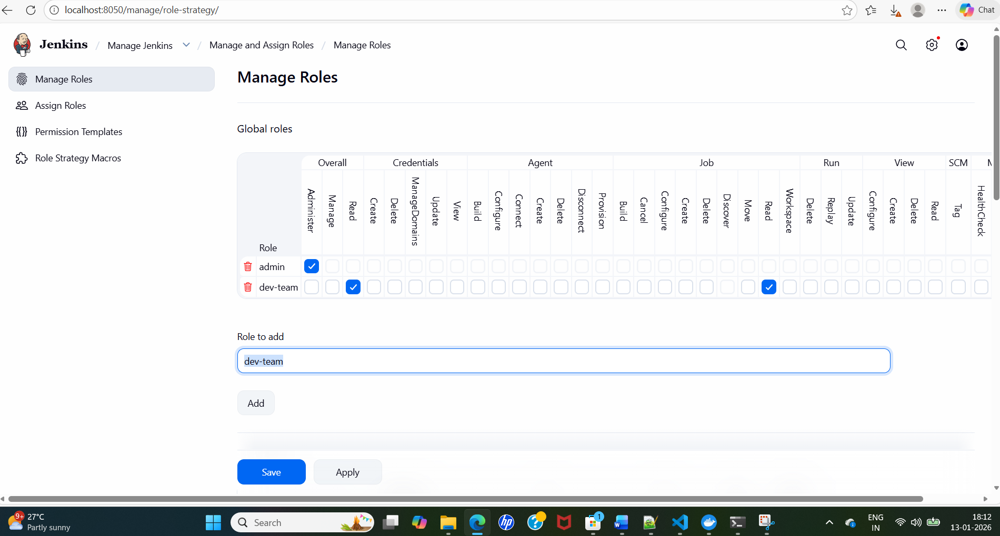 localhost:8050/manage/role-strategy/
Chat
Jenkins / Manage Jenkins / Manage and Assign Roles / Manage Roles
Manage Roles
Assign Roles
Permission Templates
Role Strategy Macros
Manage Roles
Global roles
Overall Credentials Agent Job Run View SCM
Role Administer Manage Read Create Delete ManageDomains Update View Build Configure Connect Create Delete Disconnect Provision Build Cancel Configure Create Delete Discover Move Read Workspace Delete Replay Update Configure Create Delete Read Tag HealthCheck
admin
dev-team
Role to add
dev-team
Add
Save Apply
9+ 27°C
Partly sunny
Search
hp
?
1
W
ENG
IN
18:12
13-01-2026